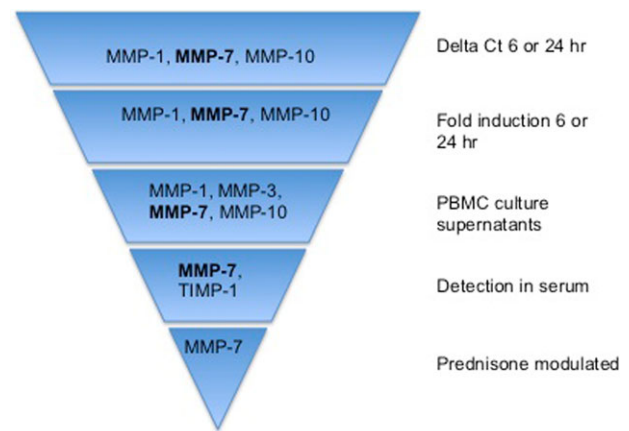 MMP-1, MMP-7, MMP-10
Delta Ct 6 or 24 hr
MMP-1, MMP-7, MMP-10
Fold induction 6 or
24 hr
MMP-1, MMP-3,
MMP-7, MMP-10
PBMC culture
supernatants
MMP-7,
TIMP-1
Detection in serum
MMP-7
Prednisone modulated